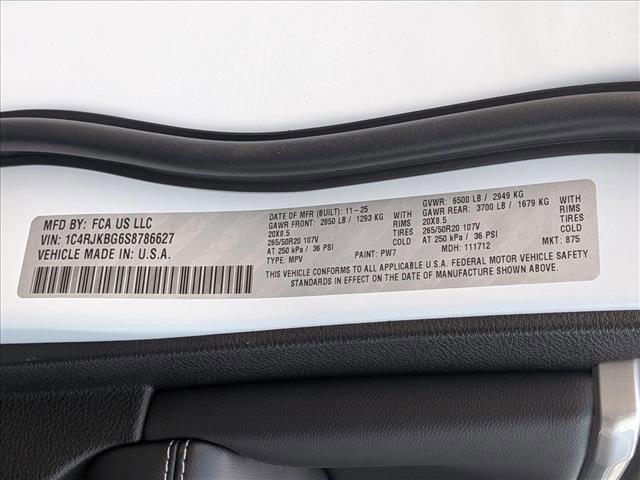 MFD BY: FCA US LLC
VIN: 1C4RJKBG6S8786627
VEHICLE MADE IN: U.S.A.
DATE OF MFR (BUILT): 11-25
GAWR FRONT: 2850 LB / 1293 KG
20X8.5 WITH
265/50R20 107V TIRES
AT 250 kPa / 36 PSI RIMS
TYPE: MPV COLD
GVWR: 6500 LB / 2949 KG
GAWR REAR: 3700 LB / 1679 KG
20X8.5 WITH
265/50R20 107V TIRES
AT 250 kPa / 36 PSI RIMS
COLD
PAINT: PW7 MDH: 111712 MKT: 875
THIS VEHICLE CONFORMS TO ALL APPLICABLE U.S.A. FEDERAL MOTOR VEHICLE SAFETY
STANDARDS IN EFFECT ON THE DATE OF MANUFACTURE SHOWN ABOVE.